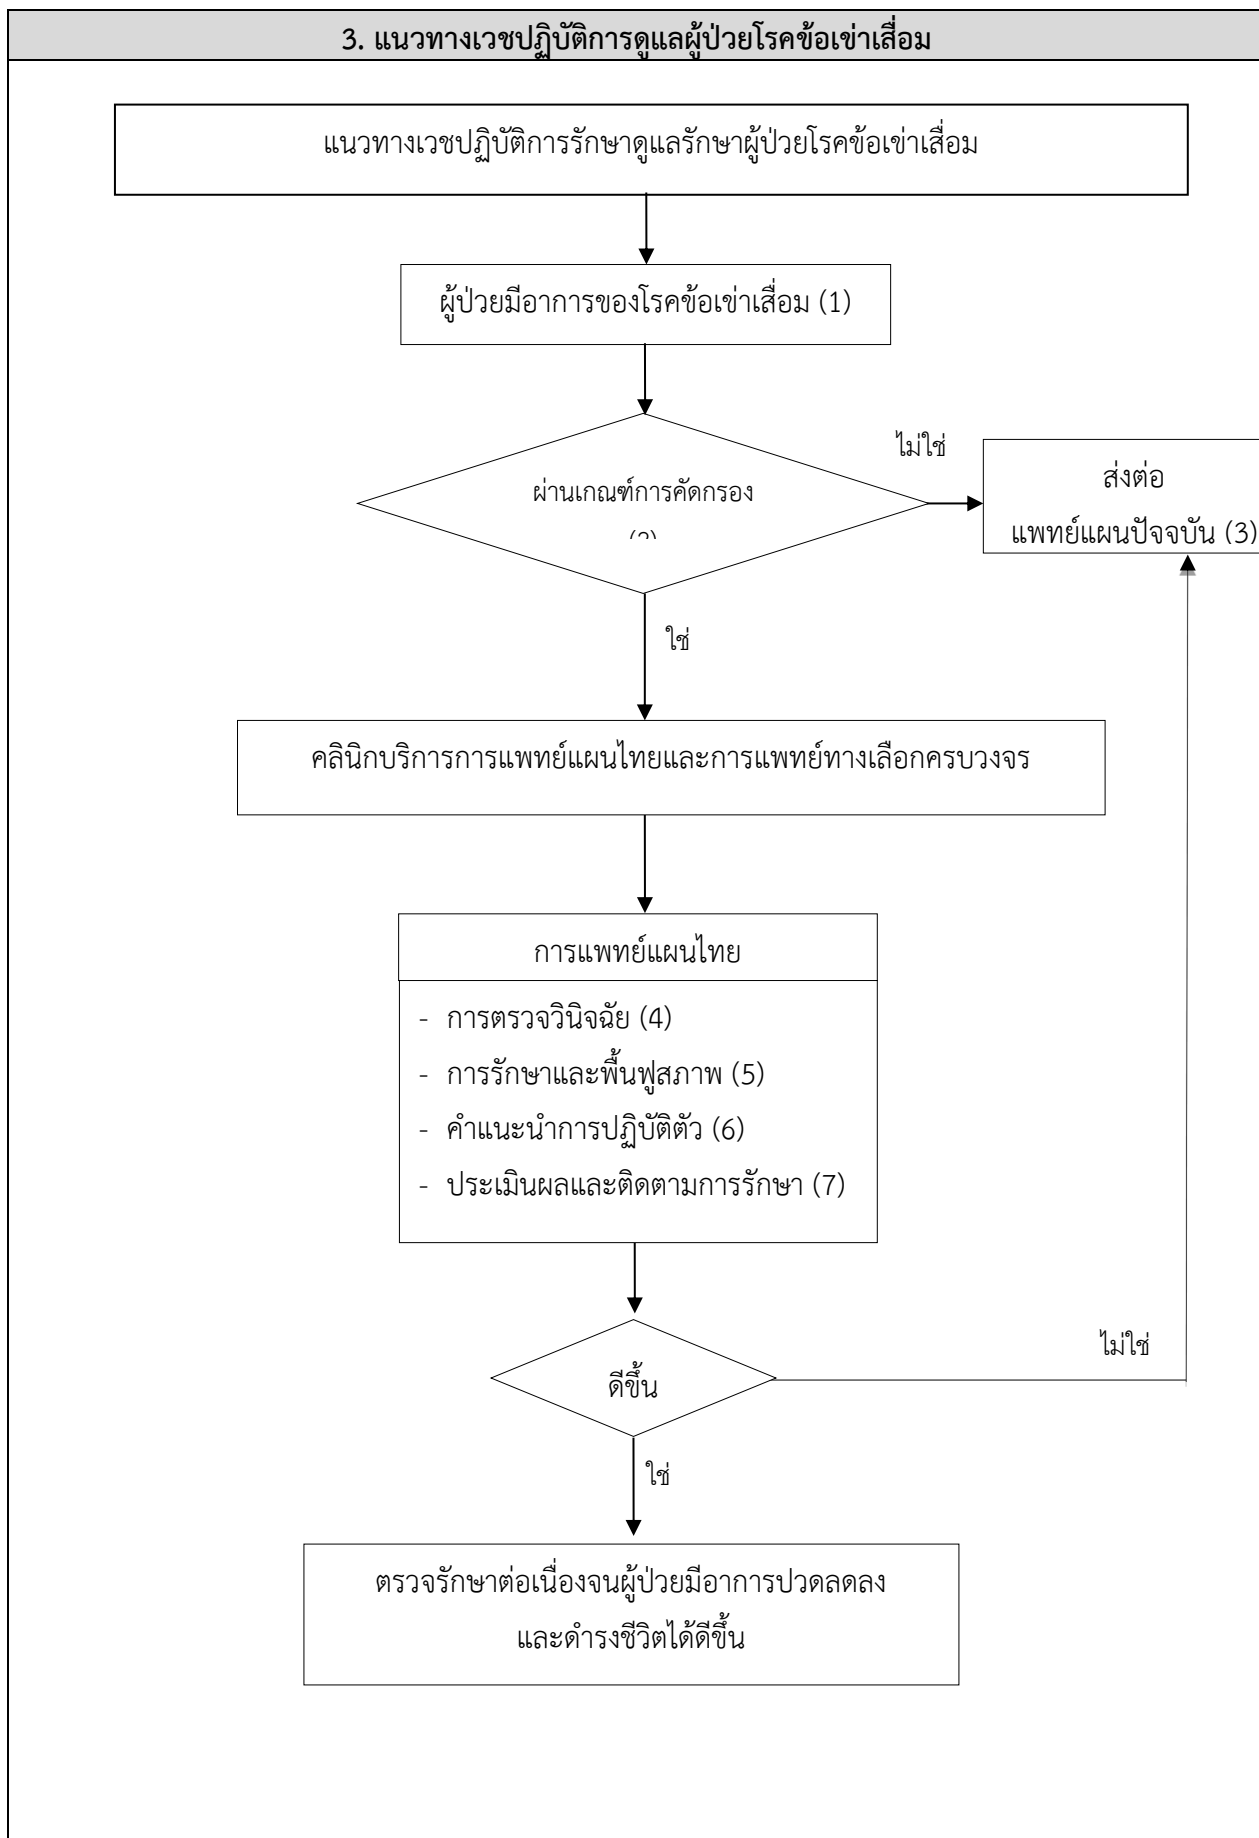 3. แนวทางเวชปฏิบัติการดูแลผู้ป่วยโรคข้อเข่าเสื่อม
แนวทางเวชปฏิบัติการรักษาดูแลรักษาผู้ป่วยโรคข้อเข่าเสื่อม
ผู้ป่วยมีอาการของโรคข้อเข่าเสื่อม (1)
ผ่านเกณฑ์การคัดกรอง
ไม่ใช่
ส่งต่อ
แพทย์แผนปัจจุบัน (3)
ใช่
คลินิกบริการการแพทย์แผนไทยและการแพทย์ทางเลือกครบวงจร
การแพทย์แผนไทย
- การตรวจวินิจฉัย (4)
- การรักษาและฟื้นฟูสภาพ (5)
- คำแนะนำการปฏิบัติตัว (6)
- ประเมินผลและติดตามการรักษา (7)
ดีขึ้น
ไม่ใช่
ใช่
ตรวจรักษาต่อเนื่องจนผู้ป่วยมีอาการปวดลดลง
และดำรงชีวิตได้ดีขึ้น